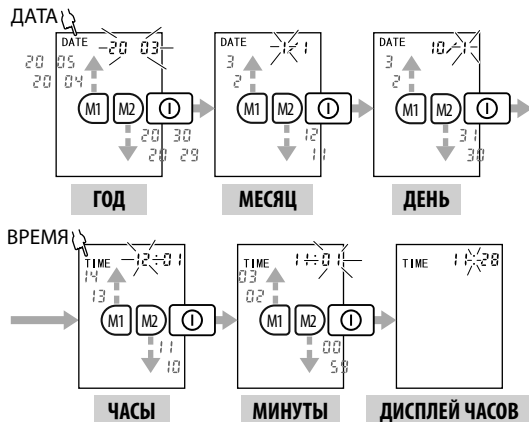 ДАТА
DATE 20 03
20 05
20 04
M1 M2
20 30
20 29
ГОД
DATE 1/1
3
2
M1 M2
12
11
МЕСЯЦ
DATE 10/1
3
2
M1 M2
31
30
ДЕНЬ
ВРЕМЯ
TIME 12:01
14
13
M1 M2
11
10
ЧАСЫ
TIME 11:01
03
02
M1 M2
00
59
МИНУТЫ
TIME 11:28
ДИСПЛЕЙ ЧАСОВ